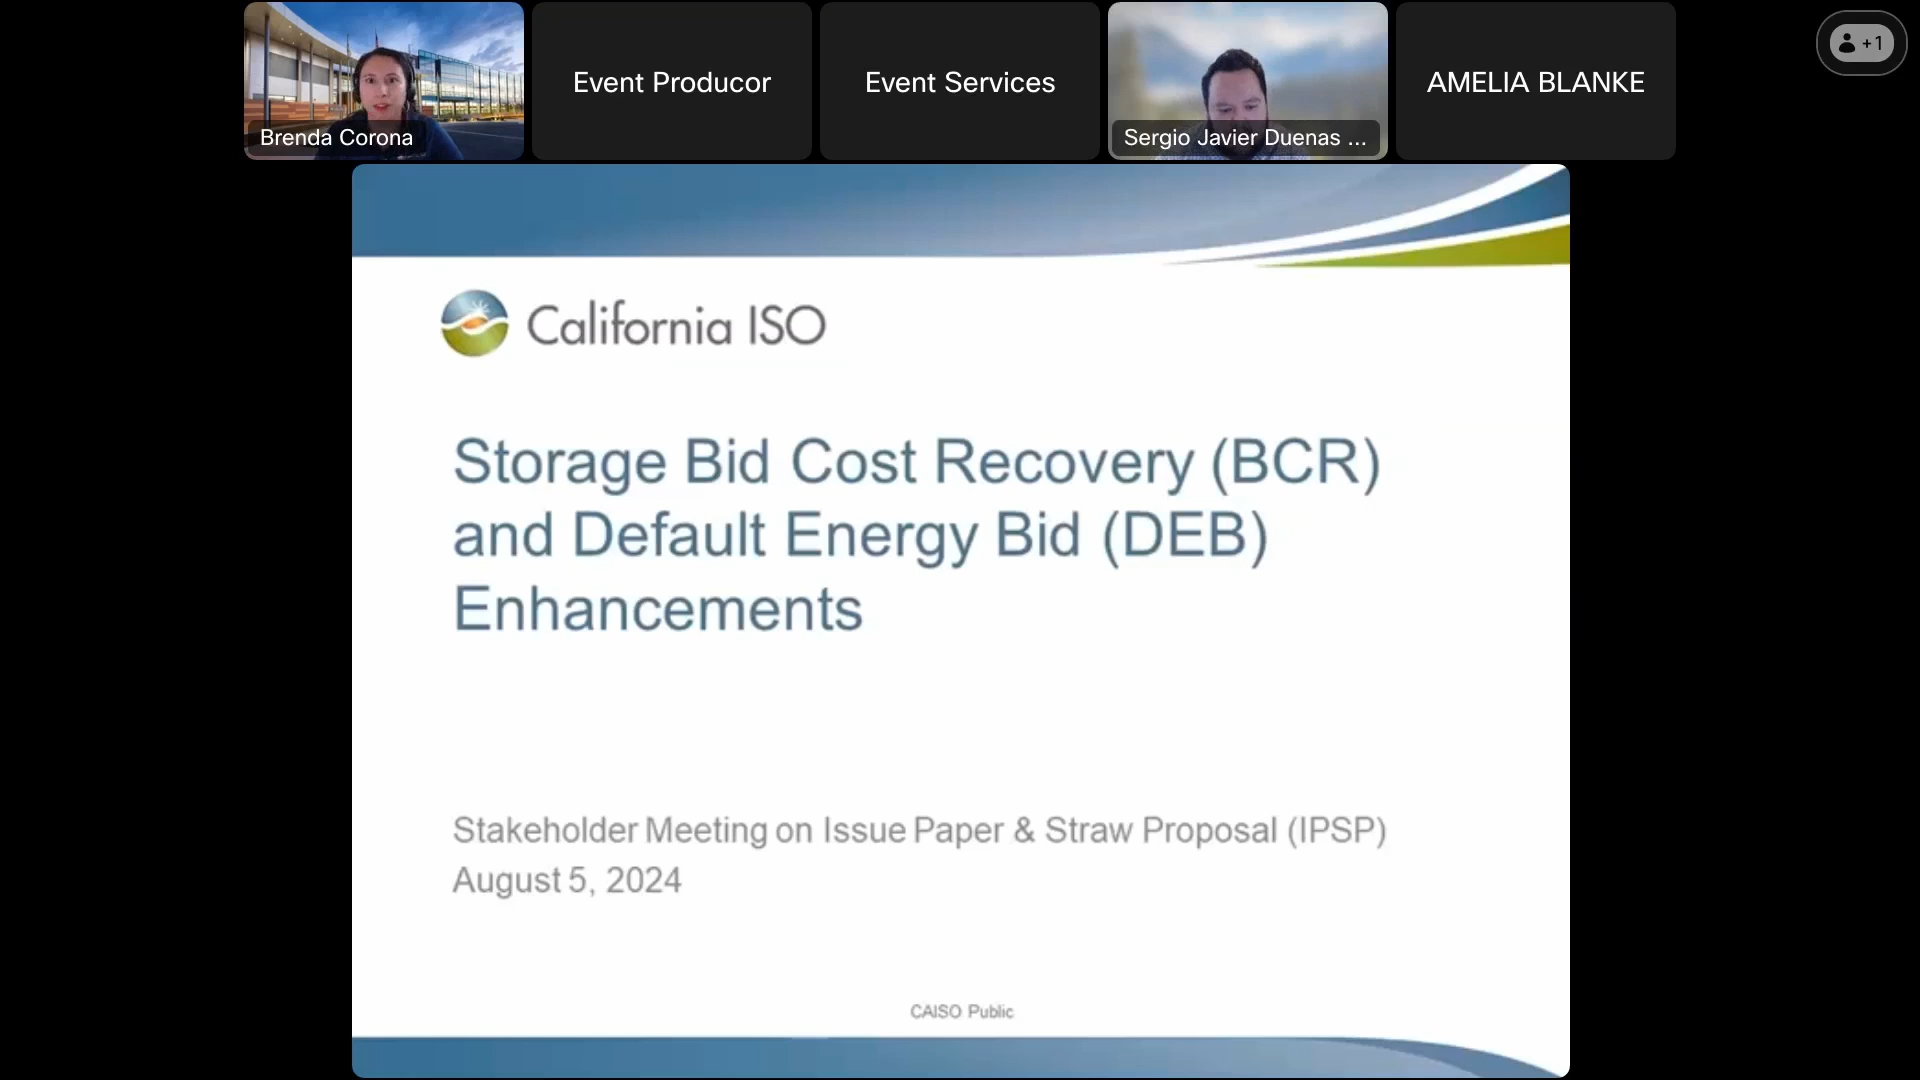 Brenda Corona
Event Producor
Event Services
Sergio Javier Duenas ...
AMELIA BLANKE
+1
California ISO
Storage Bid Cost Recovery (BCR)
and Default Energy Bid (DEB)
Enhancements
Stakeholder Meeting on Issue Paper & Straw Proposal (IPSP)
August 5, 2024
CAISO Public